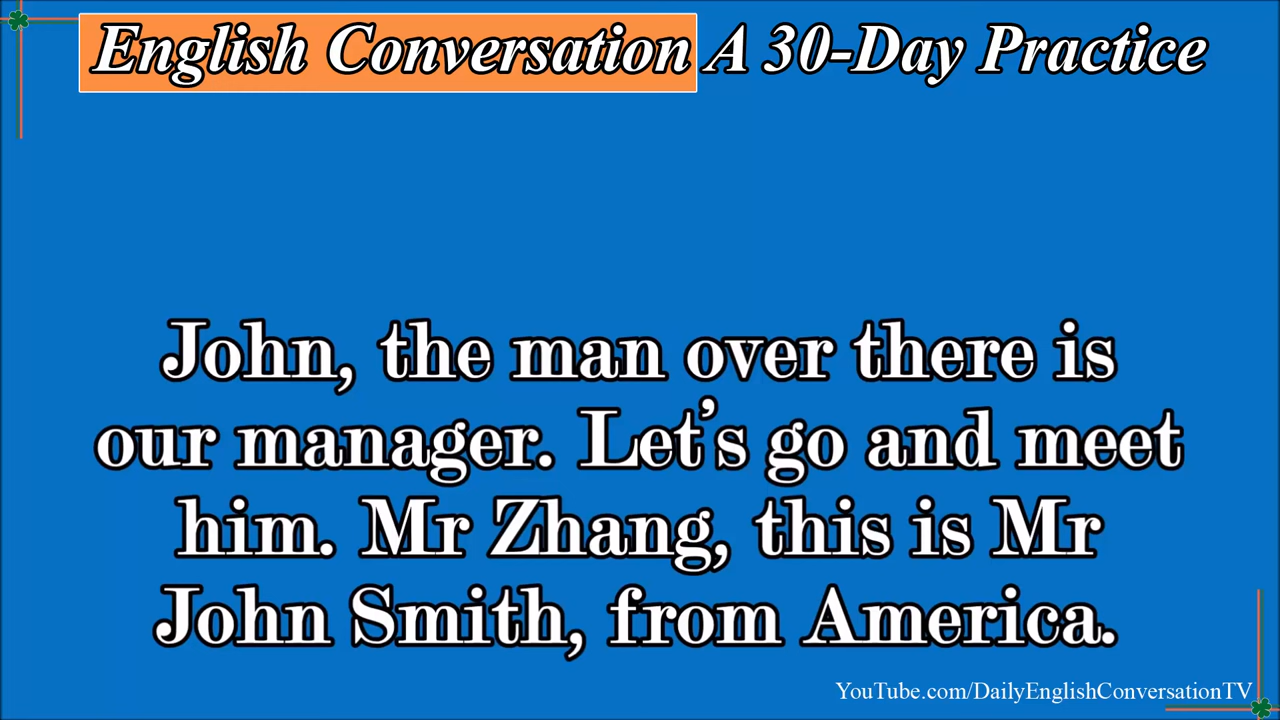 English Conversation A 30-Day Practice
John, the man over there is
our manager. Let’s go and meet
him. Mr Zhang, this is Mr
John Smith, from America.
YouTube.com/DailyEnglishConversationTV